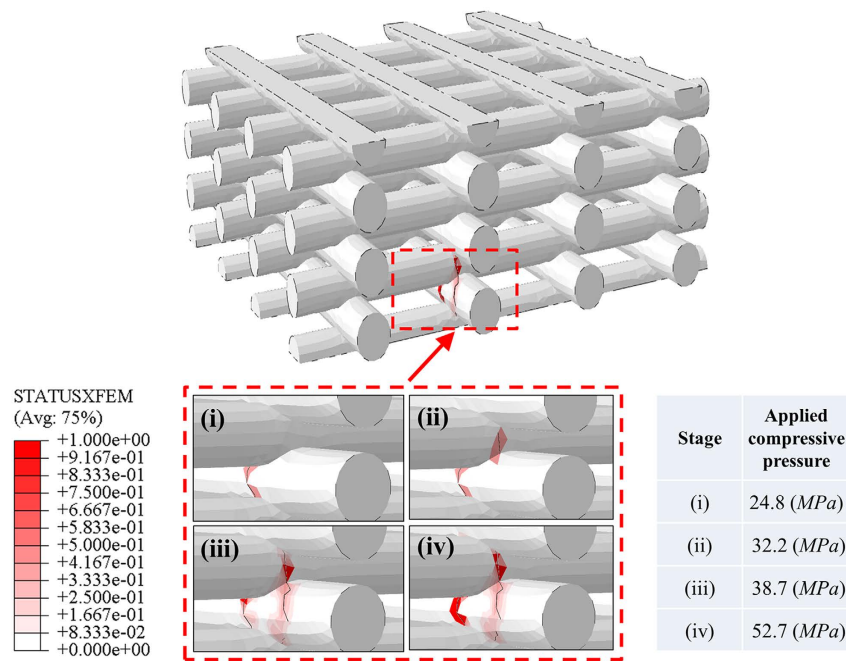 STATUSXFEM
(Avg: 75%)
+1.000e+00
+9.167e-01
+8.333e-01
+7.500e-01
+6.667e-01
+5.833e-01
+5.000e-01
+4.167e-01
+3.333e-01
+2.500e-01
+1.667e-01
+8.333e-02
+0.000e+00
(i)
(ii)
(iii)
(iv)
Stage
Applied
compressive
pressure
(i) 24.8 (MPa)
(ii) 32.2 (MPa)
(iii) 38.7 (MPa)
(iv) 52.7 (MPa)